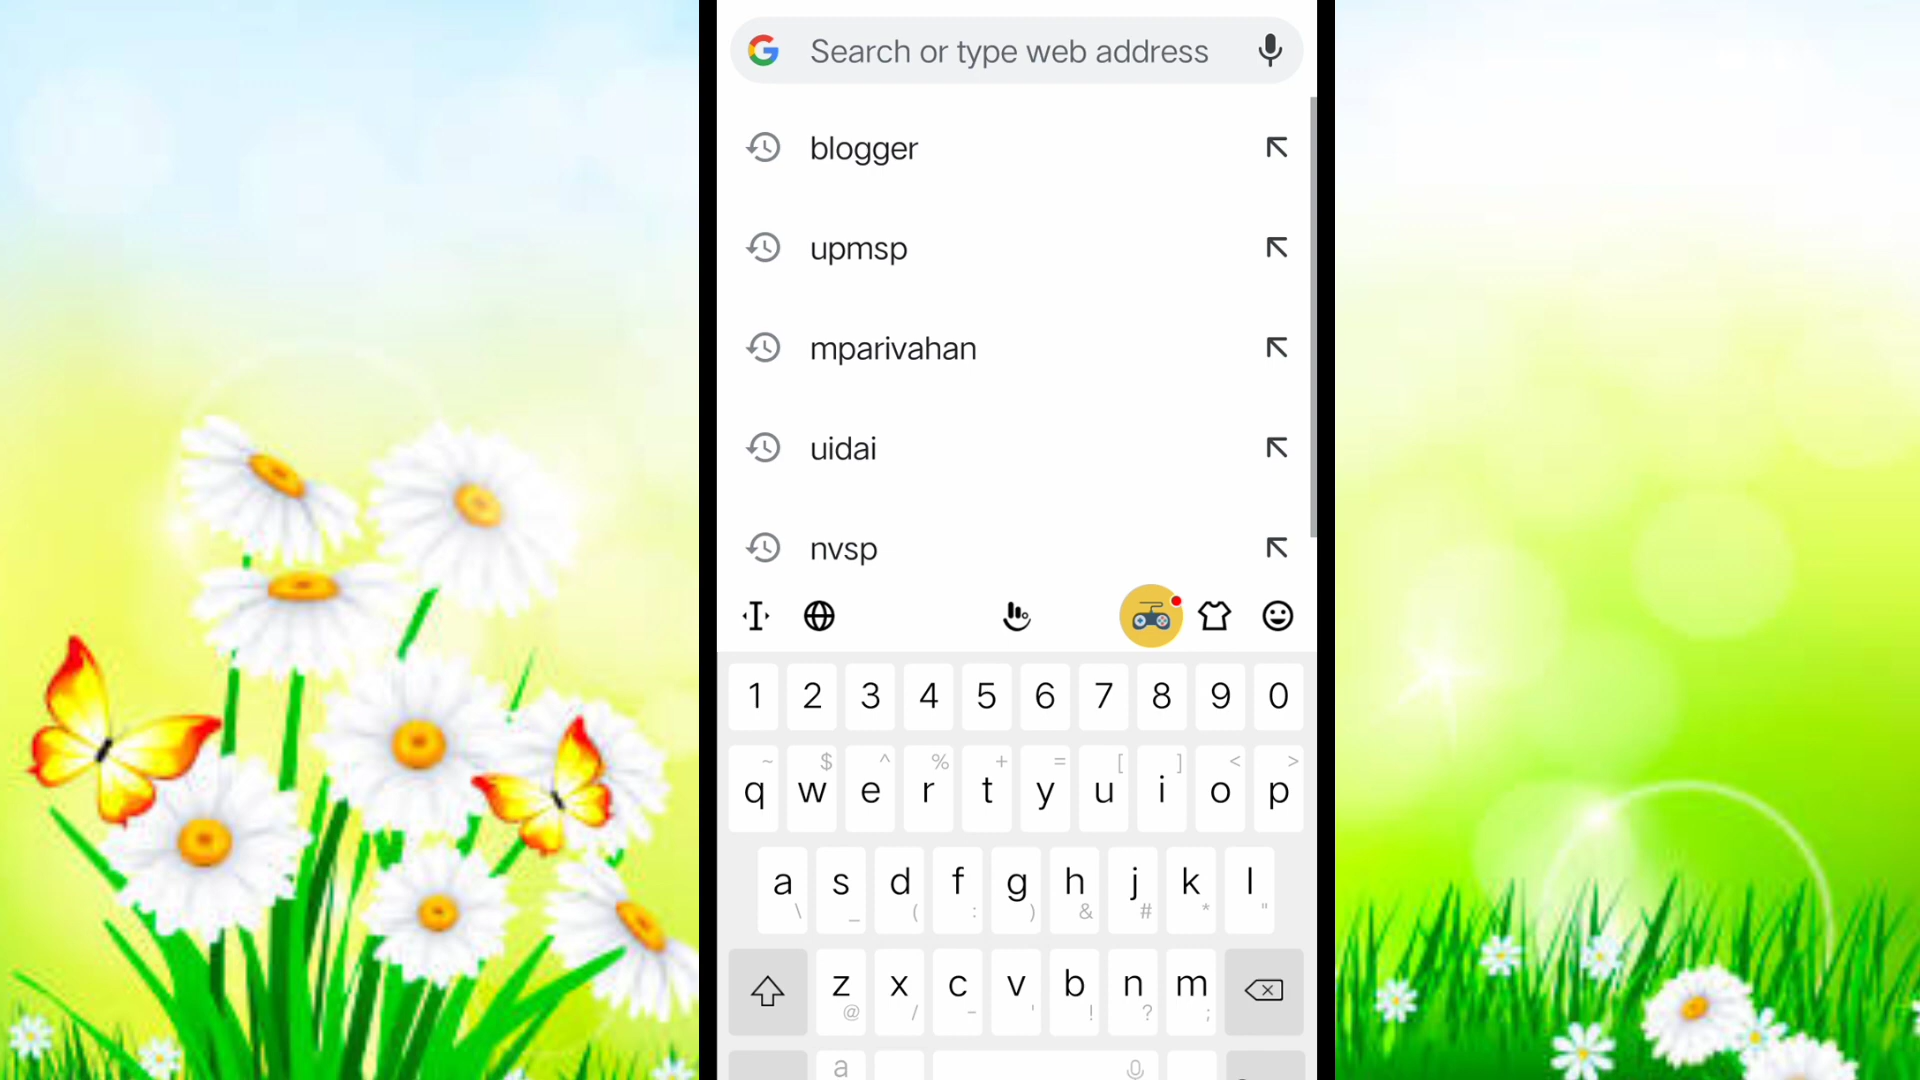 Search or type web address
blogger
upmsp
mparivahan
uidai
nvsp
1 2 3 4 5 6 7 8 9 0
~ $ ^ % + = [ ] < >
q w e r t y u i o p
a s d f g h j k l
\ _ ( : ) & # * "
z x c v b n m
@ / - ' ! ? ;
a